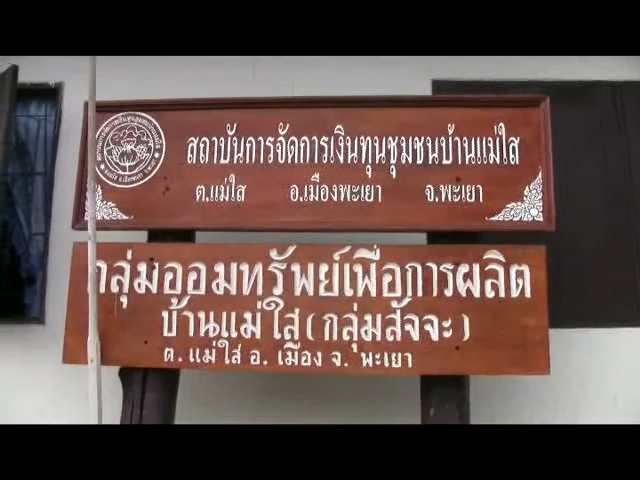 สถาบันการจัดการเงินทุนชุมชนบ้านแม่ใส
ต.แม่ใส อ.เมืองพะเยา จ.พะเยา
กลุ่มออมทรัพย์เพื่อการผลิต
บ้านแม่ใส(กลุ่มสัจจะ)
ต. แม่ใส่ อ. เมือง จ. พะเยา